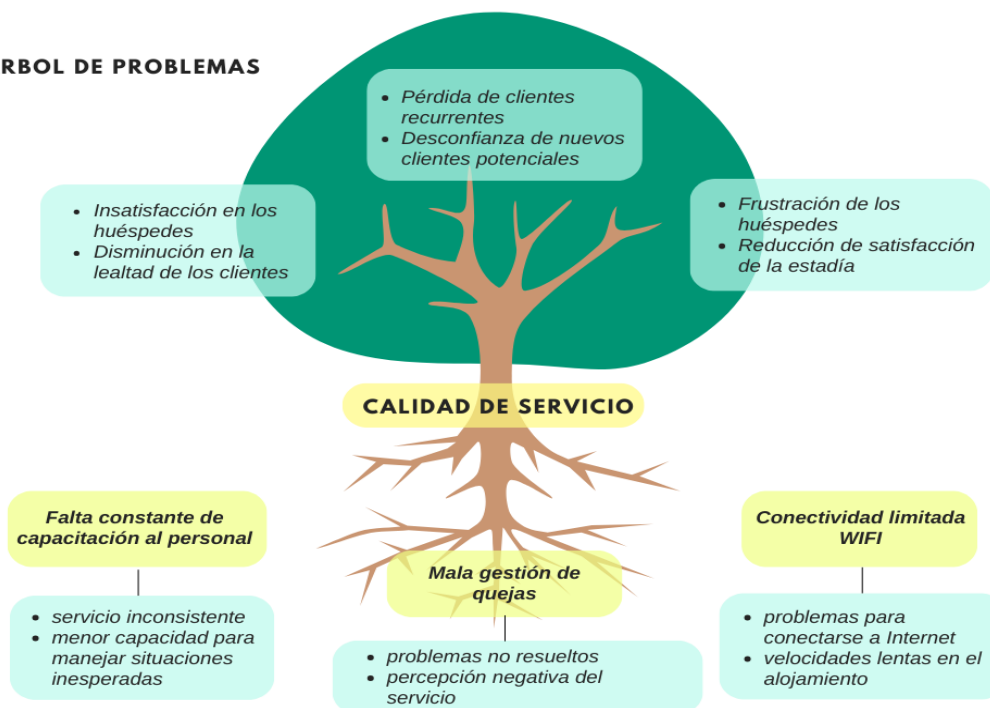 RBOL DE PROBLEMAS
• Pérdida de clientes
recurrentes
• Desconfianza de nuevos
clientes potenciales
• Insatisfacción en los
huéspedes
• Disminución en la
lealtad de los clientes
• Frustración de los
huéspedes
• Reducción de satisfacción
de la estadía
CALIDAD DE SERVICIO
Falta constante de
capacitación al personal
• servicio inconsistente
• menor capacidad para
manejar situaciones
inesperadas
Mala gestión de
quejas
• problemas no resueltos
• percepción negativa del
servicio
Conectividad limitada
WIFI
• problemas para
conectarse a Internet
• velocidades lentas en el
alojamiento